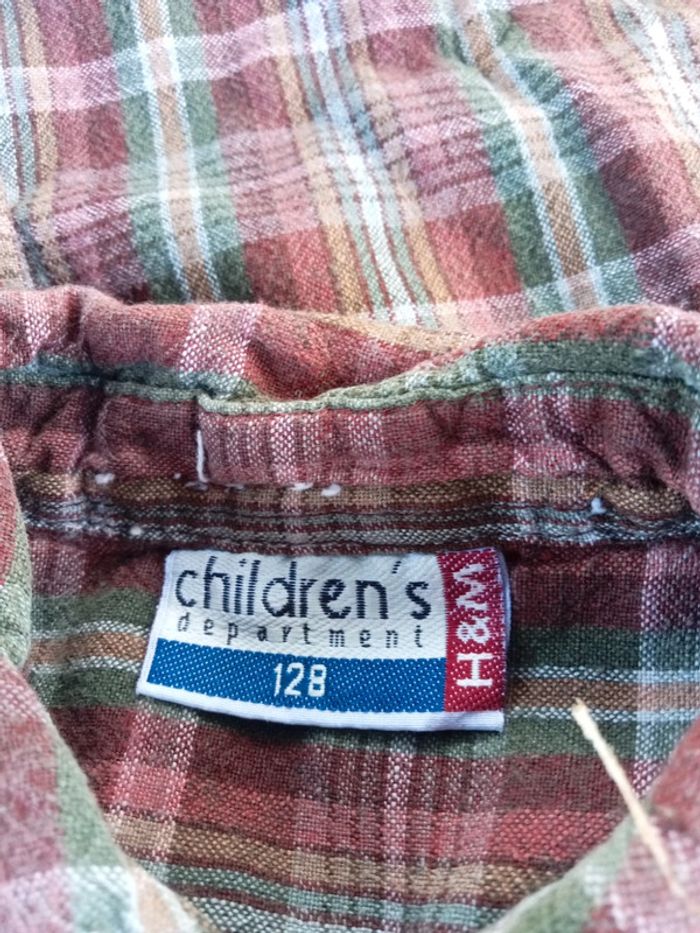 children's
department
128
H&M